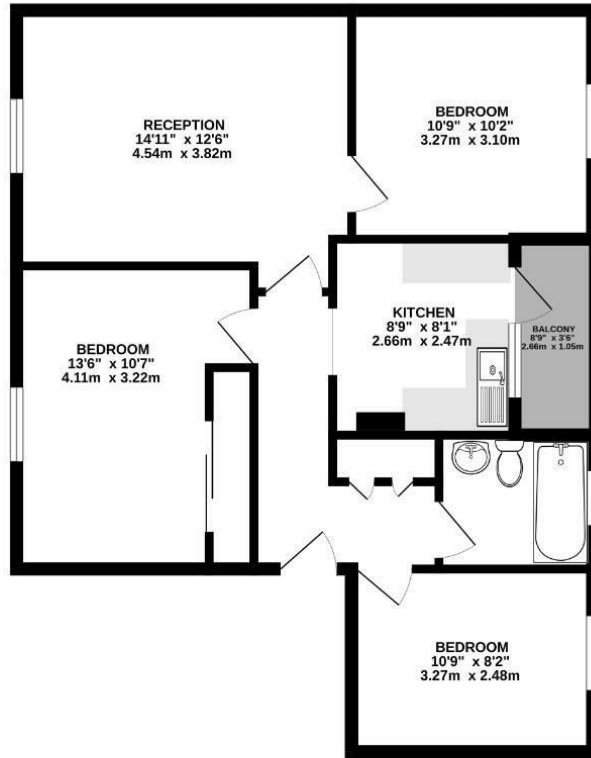 RECEPTION
14'11" x 12'6"
4.54m x 3.82m
BEDROOM
10'9" x 10'2"
3.27m x 3.10m
KITCHEN
8'9" x 8'1"
2.66m x 2.47m
BALCONY
8'9" x 3'6"
2.66m x 1.05m
BEDROOM
13'6" x 10'7"
4.11m x 3.22m
BEDROOM
10'9" x 8'2"
3.27m x 2.48m